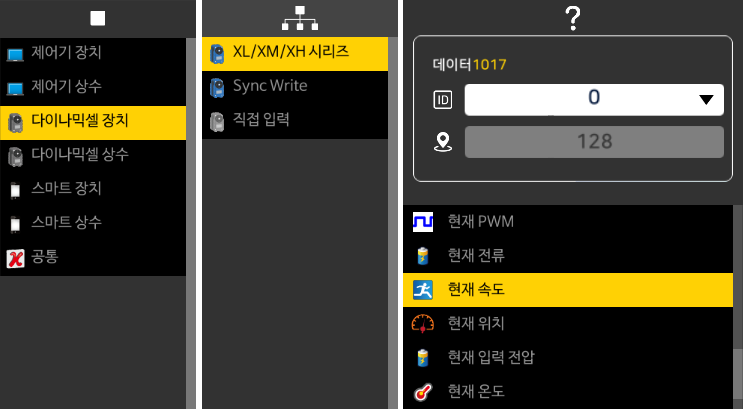 제어기 장치
제어기 상수
다이나믹셀 장치
다이나믹셀 상수
스마트 장치
스마트 상수
공통
XL/XM/XH 시리즈
Sync Write
직접 입력
?
데이터1017
ID
0
128
현재 PWM
현재 전류
현재 속도
현재 위치
현재 입력 전압
현재 온도